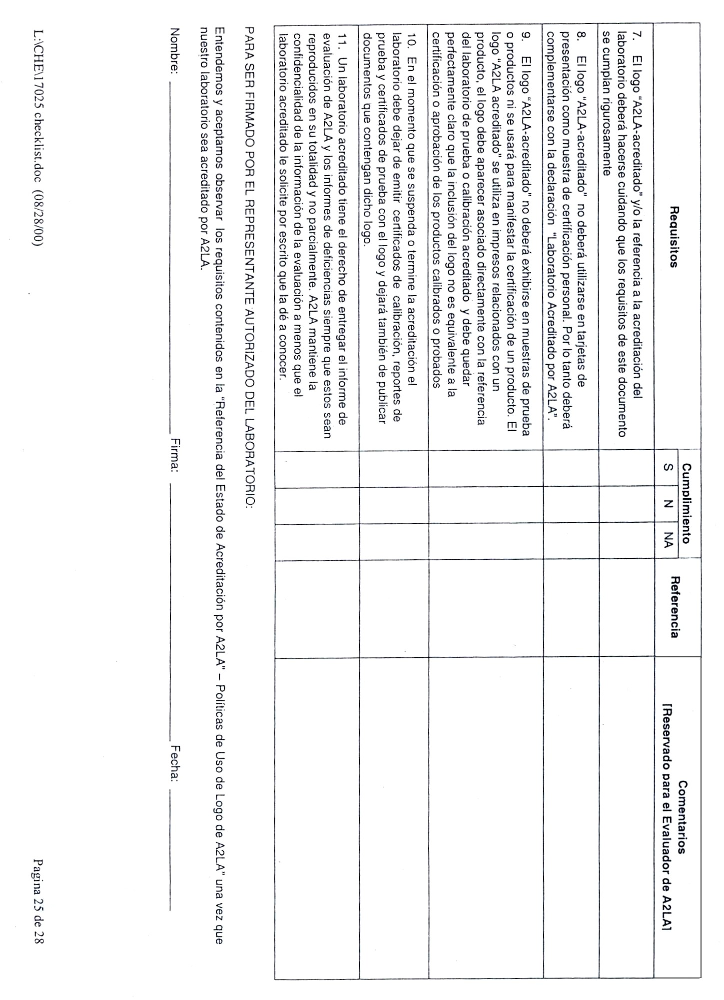 Requisitos
Cumplimiento
S N NA
Referencia
Comentarios
[Reservado para el Evaluador de A2LA]
7. El logo "A2LA-acreditado" y/o la referencia a la acreditación del
laboratorio deberá hacerse cuidando que los requisitos de este documento
se cumplan rigurosamente
8. El logo "A2LA-acreditado" no deberá utilizarse en tarjetas de
presentación como muestra de certificación personal. Por lo tanto deberá
complementarse con la declaración "Laboratorio Acreditado por A2LA".
9. El logo "A2LA-acreditado" no deberá exhibirse en muestras de prueba
o productos ni se usará para manifestar la certificación de un producto. El
logo "A2LA acreditado" se utiliza en impresos relacionados con un
producto, el logo debe aparecer asociado directamente con la referencia
del laboratorio de prueba o calibración acreditado y debe quedar
perfectamente claro que la inclusión del logo no es equivalente a la
certificación o aprobación de los productos calibrados o probados
10. En el momento que se suspenda o termine la acreditación el
laboratorio debe dejar de emitir certificados de calibración, reportes de
prueba y certificados de prueba con el logo y dejará también de publicar
documentos que contengan dicho logo.
11. Un laboratorio acreditado tiene el derecho de entregar el informe de
evaluación de A2LA y los informes de deficiencias siempre que estos sean
reproducidos en su totalidad y no parcialmente. A2LA mantiene la
confidencialidad de la información de la evaluación a menos que el
laboratorio acreditado le solicite por escrito que la dé a conocer.
PARA SER FIRMADO POR EL REPRESENTANTE AUTORIZADO DEL LABORATORIO:
Entendemos y aceptamos observar los requisitos contenidos en la "Referencia del Estado de Acreditación por A2LA" – Políticas de Uso de Logo de A2LA" una vez que
nuestro laboratorio sea acreditado por A2LA.
Nombre: Firma: Fecha:
L:\CHE\17025 checklist.doc (08/28/00) Pagina 25 de 28